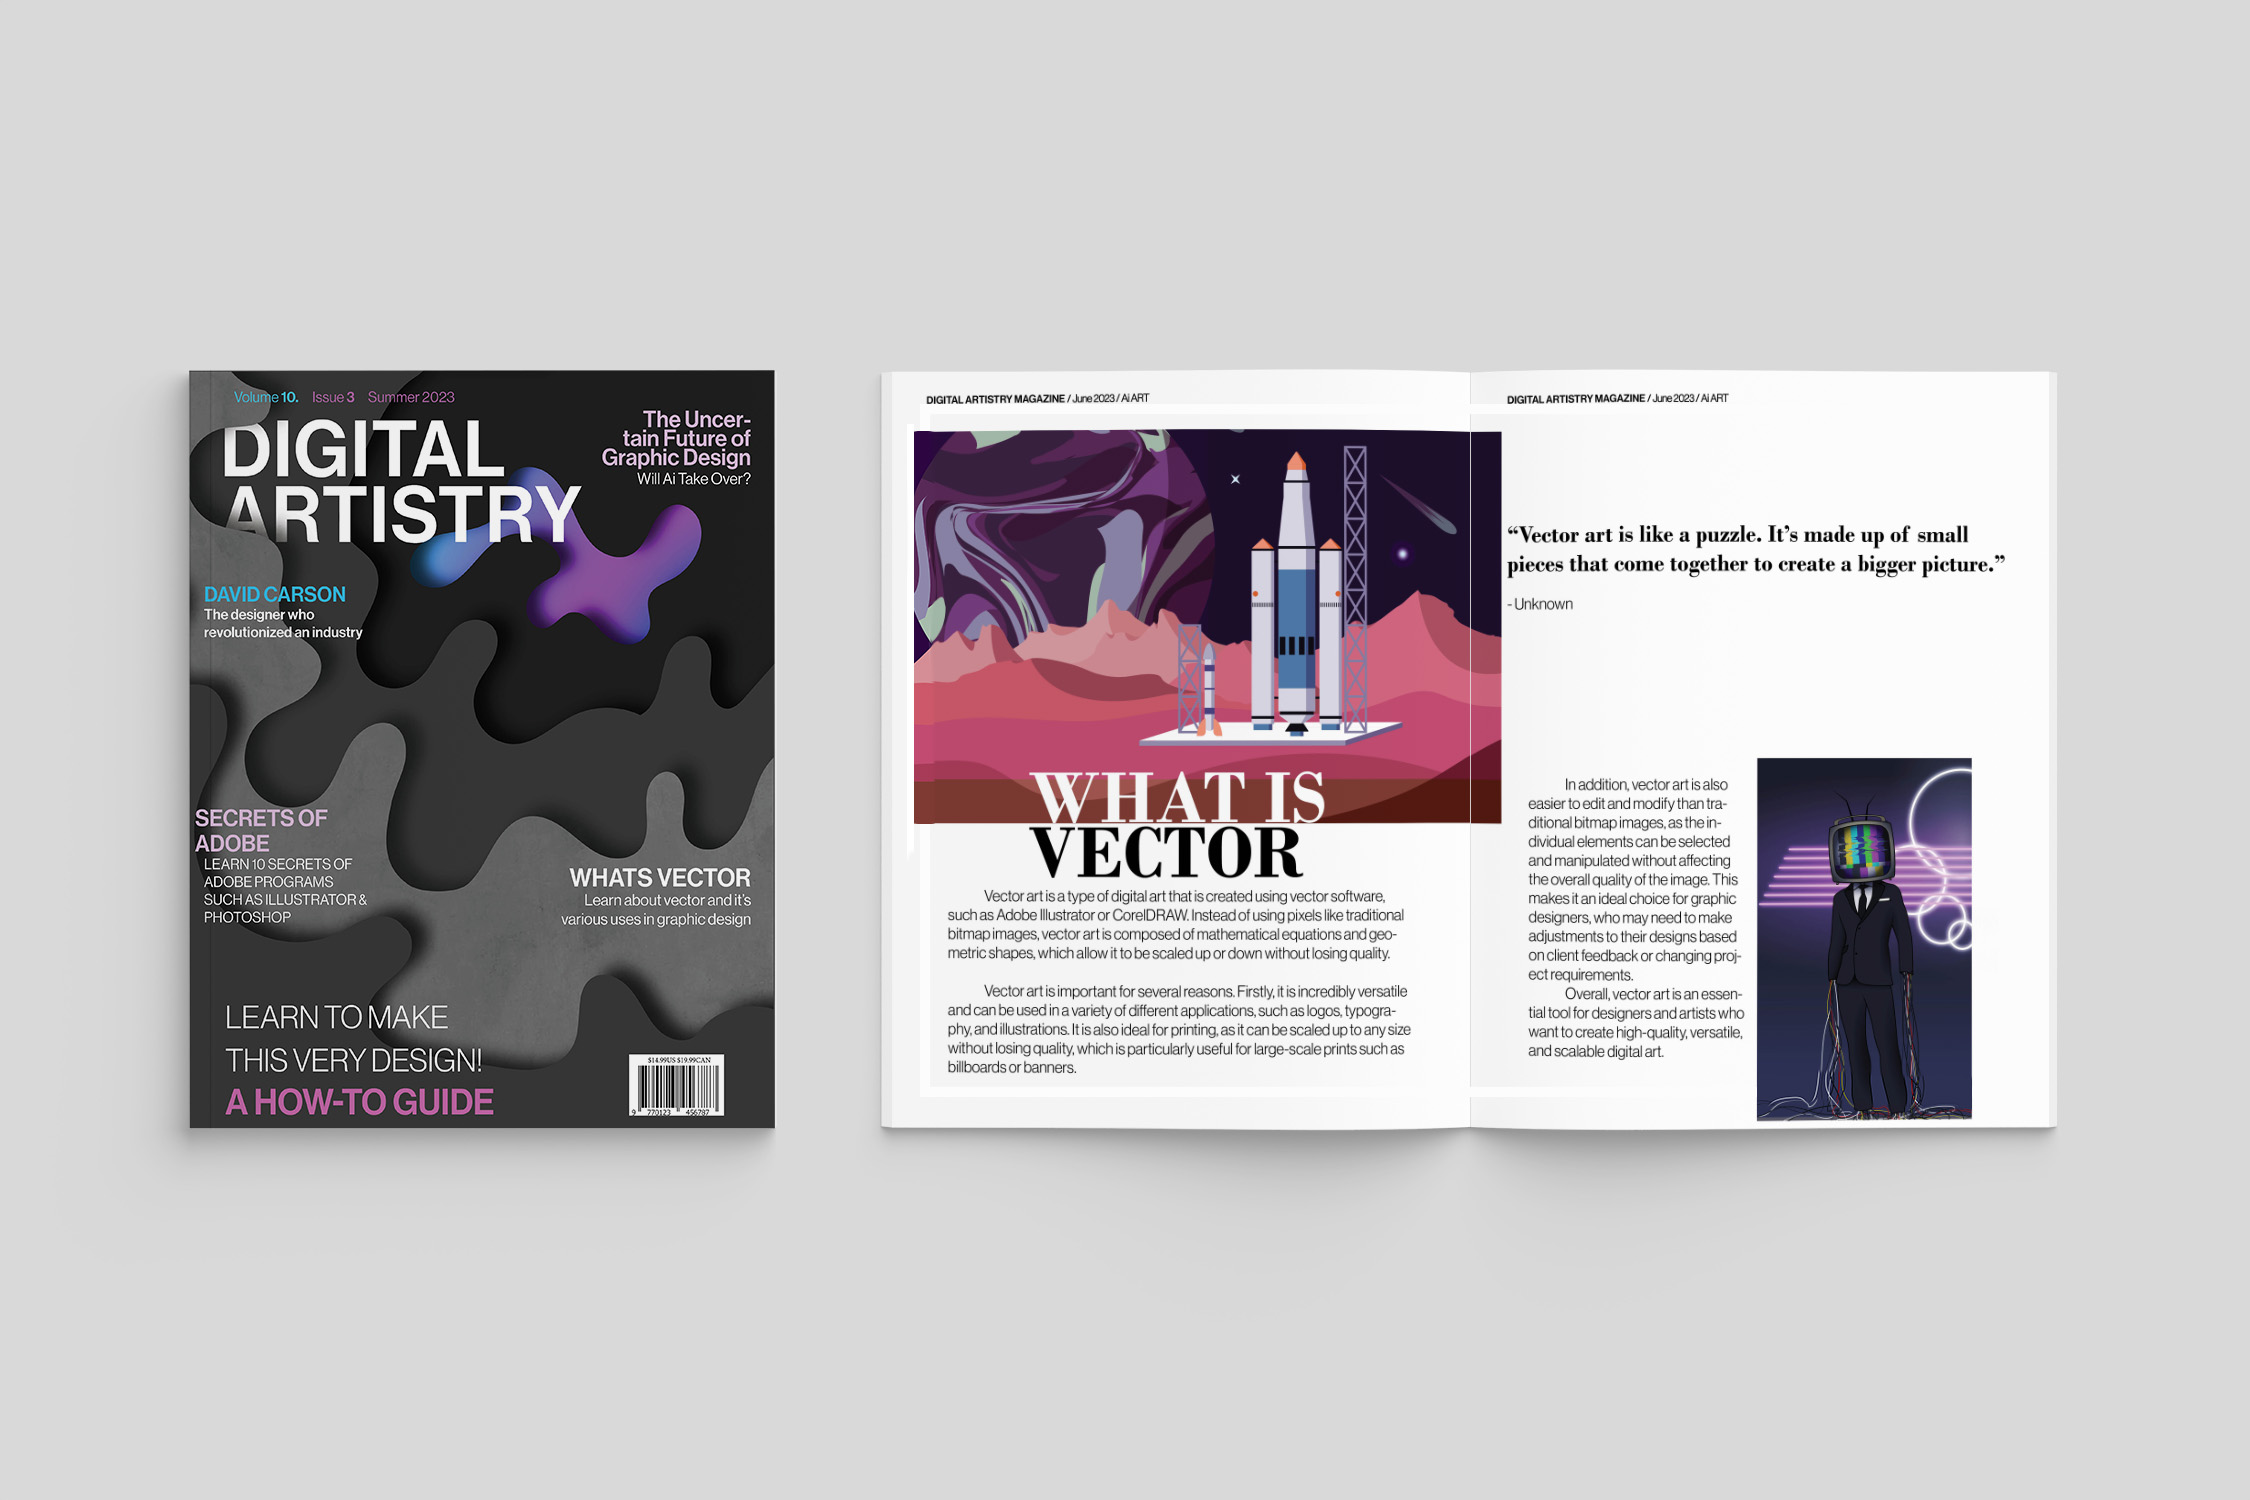 Volume 10. Issue 3 Summer 2023
DIGITAL
ARTISTRY
The Uncer-
tain Future of
Graphic Design
Will Ai Take Over?
DAVID CARSON
The designer who
revolutionized an industry
SECRETS OF
ADOBE
LEARN 10 SECRETS OF
ADOBE PROGRAMS
SUCH AS ILLUSTRATOR &
PHOTOSHOP
WHATS VECTOR
Learn about vector and it's
various uses in graphic design
LEARN TO MAKE
THIS VERY DESIGN!
A HOW-TO GUIDE
$14.99US $19.99CAN
9 770123 456787
DIGITAL ARTISTRY MAGAZINE / June 2023 / Ai ART
WHAT IS
VECTOR
Vector art is a type of digital art that is created using vector software,
such as Adobe Illustrator or CorelDRAW. Instead of using pixels like traditional
bitmap images, vector art is composed of mathematical equations and geo-
metric shapes, which allow it to be scaled up or down without losing quality.
Vector art is important for several reasons. Firstly, it is incredibly versatile
and can be used in a variety of different applications, such as logos, typogra-
phy, and illustrations. It is also ideal for printing, as it can be scaled up to any size
without losing quality, which is particularly useful for large-scale prints such as
billboards or banners.
DIGITAL ARTISTRY MAGAZINE / June 2023 / Ai ART
“Vector art is like a puzzle. It’s made up of small
pieces that come together to create a bigger picture.”
- Unknown
In addition, vector art is also
easier to edit and modify than tra-
ditional bitmap images, as the in-
dividual elements can be selected
and manipulated without affecting
the overall quality of the image. This
makes it an ideal choice for graphic
designers, who may need to make
adjustments to their designs based
on client feedback or changing proj-
ect requirements.
Overall, vector art is an essen-
tial tool for designers and artists who
want to create high-quality, versatile,
and scalable digital art.